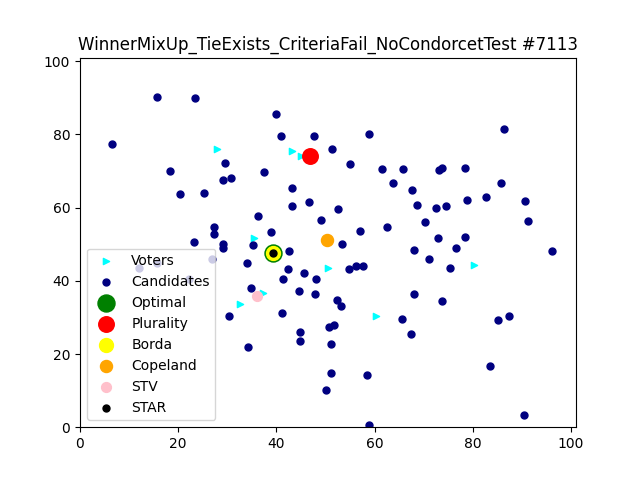 WinnerMixUp_TieExists_CriteriaFail_NoCondorcetTest #7113
100
80
60
40
20
0
Voters
Candidates
Optimal
Plurality
Borda
Copeland
STV
STAR
0 20 40 60 80 100